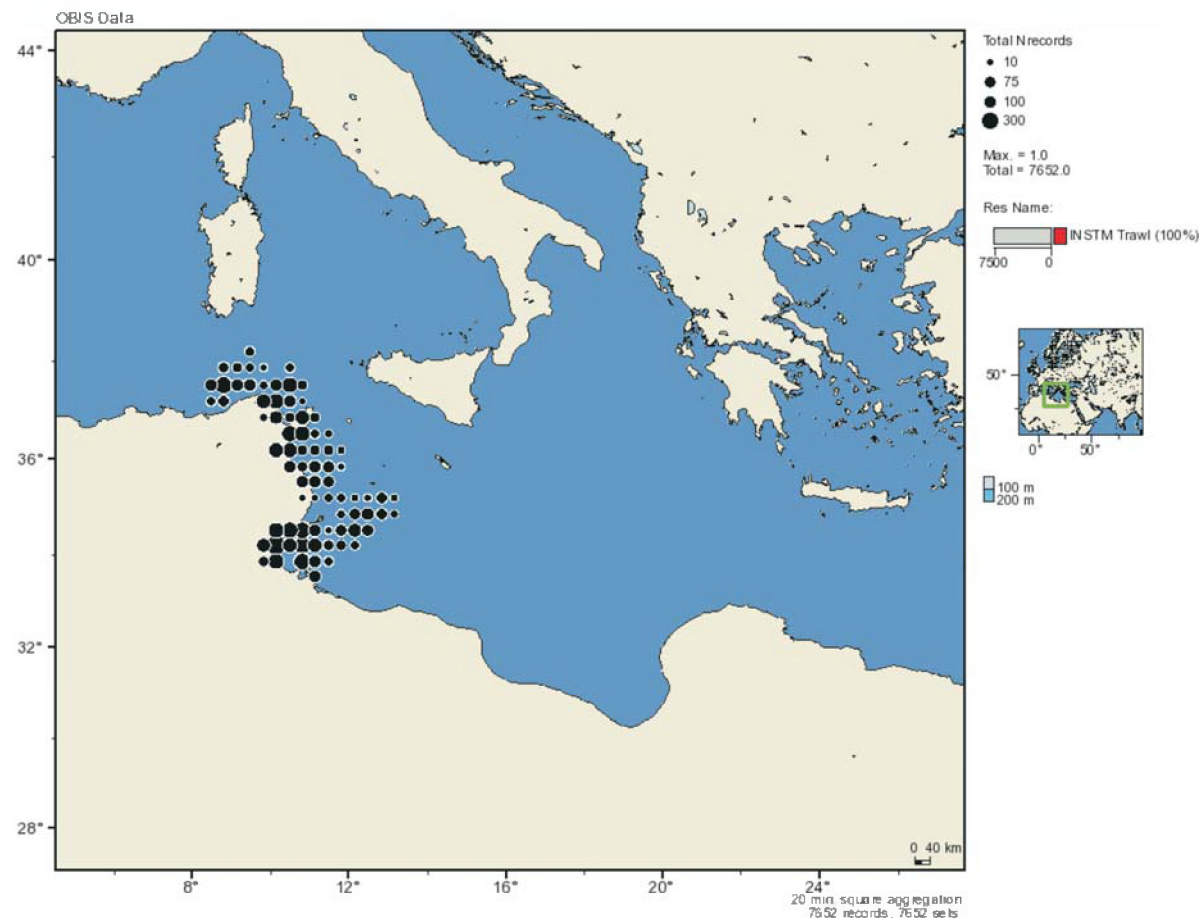 OBIS Data
44°
40°
36°
32°
28°
8°
12°
16°
20°
24°
0 40 km
20 min. square aggregation
7652 records, 7652 sets
Total Nrecords
10
75
100
300
Max. = 1.0
Total = 7652.0
Res Name:
INSTM Trawl (100%)
7500 0
50°
0° 50°
100 m
200 m